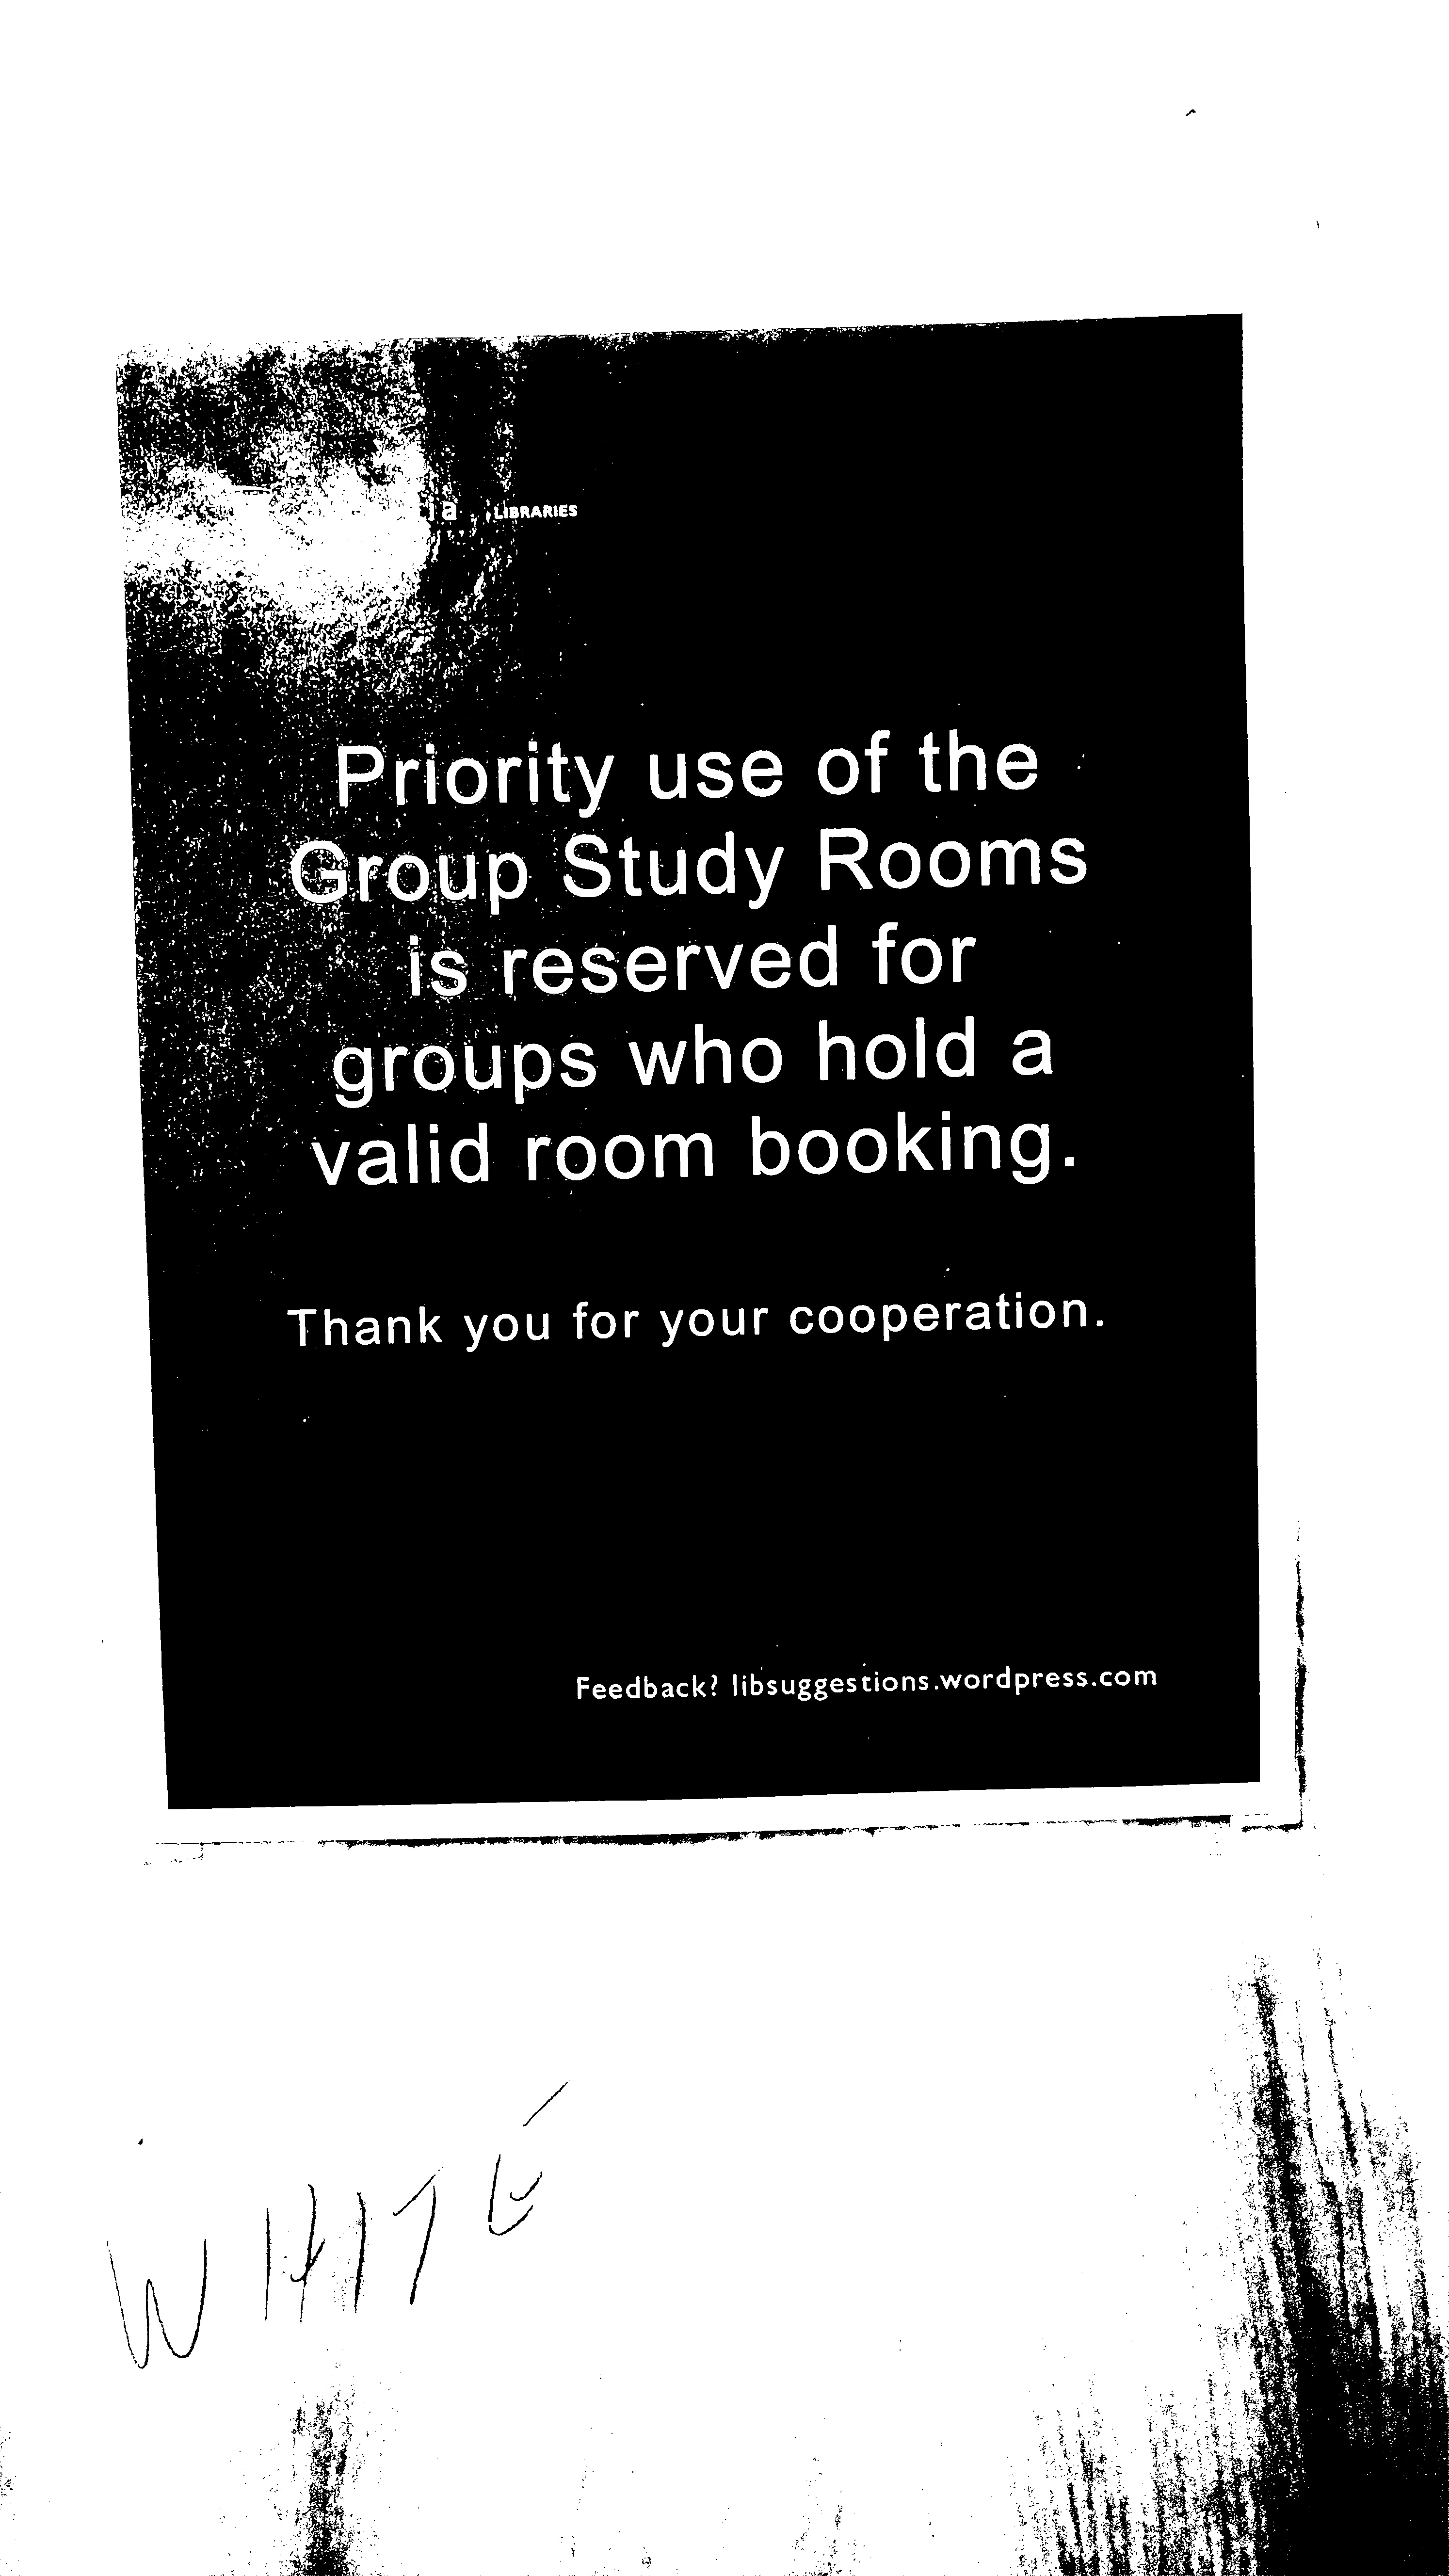 LIBRARIES
Priority use of the
Group Study Rooms
is reserved for
groups who hold a
valid room booking.
Thank you for your cooperation.
Feedback? libsuggestions.wordpress.com
WHITE